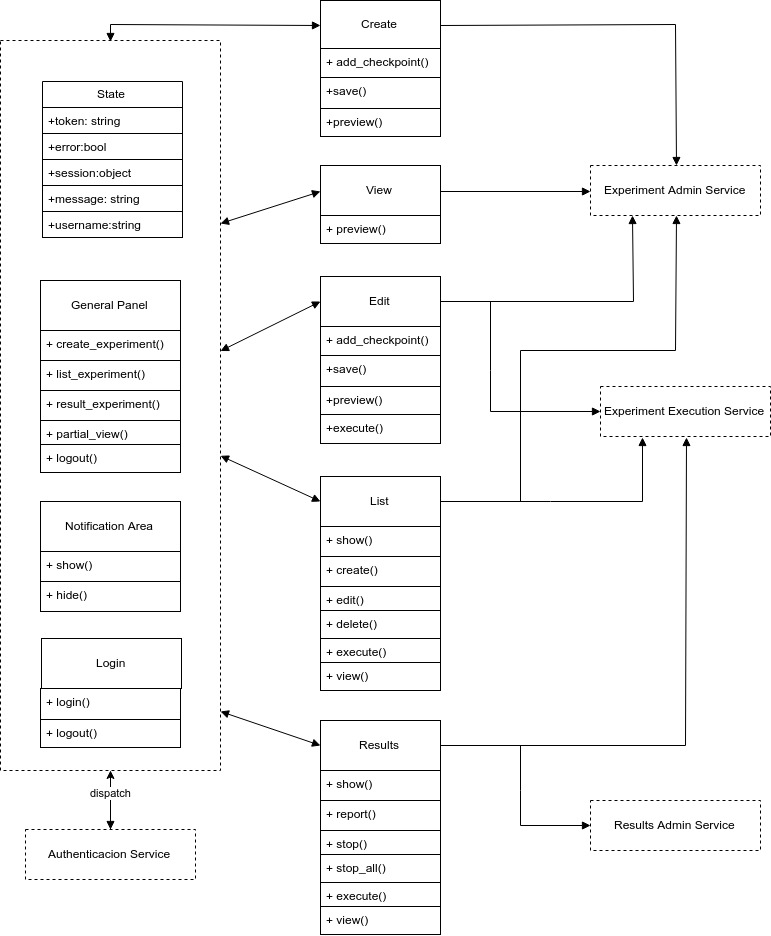 State
+token: string
+error:bool
+session:object
+message: string
+username:string
General Panel
+ create_experiment()
+ list_experiment()
+ result_experiment()
+ partial_view()
+ logout()
Notification Area
+ show()
+ hide()
Login
+ login()
+ logout()
dispatch
Authenticacion Service
Create
+ add_checkpoint()
+save()
+preview()
View
+ preview()
Edit
+ add_checkpoint()
+save()
+preview()
+execute()
List
+ show()
+ create()
+ edit()
+ delete()
+ execute()
+ view()
Results
+ show()
+ report()
+ stop()
+ stop_all()
+ execute()
+ view()
Experiment Admin Service
Experiment Execution Service
Results Admin Service